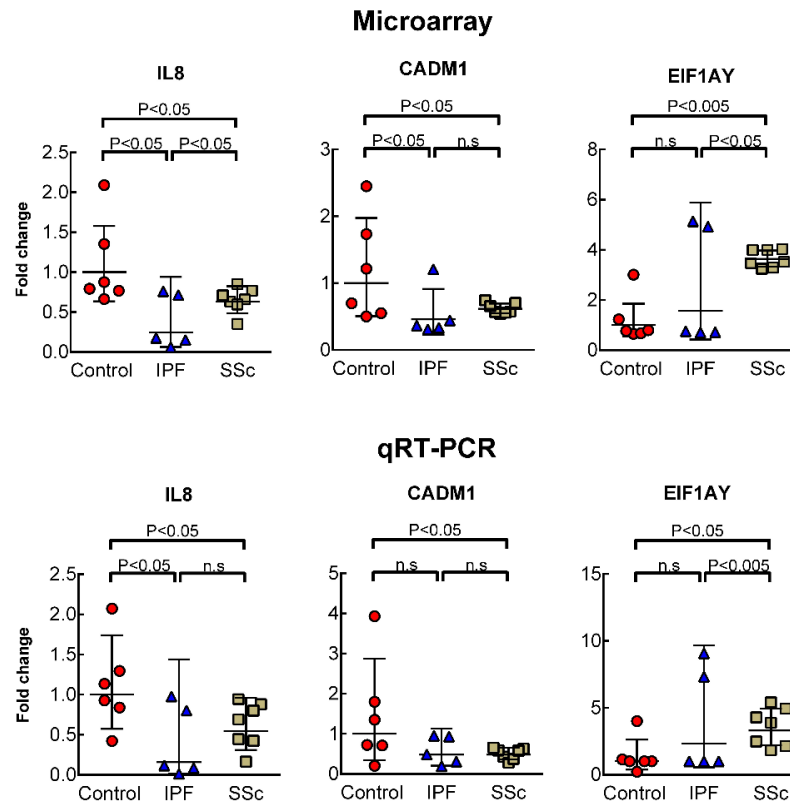 Microarray
IL8
CADM1
EIF1AY
P<0.05
P<0.05
P<0.005
P<0.05
P<0.05
P<0.05
n.s
n.s
P<0.05
Fold change
2.5
2.0
1.5
1.0
0.5
0.0
3
2
1
0
8
6
4
2
0
Control
IPF
SSc
Control
IPF
SSc
Control
IPF
SSc
qRT-PCR
IL8
CADM1
EIF1AY
P<0.05
P<0.05
P<0.05
P<0.05
n.s
n.s
n.s
n.s
P<0.005
Fold change
2.5
2.0
1.5
1.0
0.5
0.0
5
4
3
2
1
0
15
10
5
0
Control
IPF
SSc
Control
IPF
SSc
Control
IPF
SSc